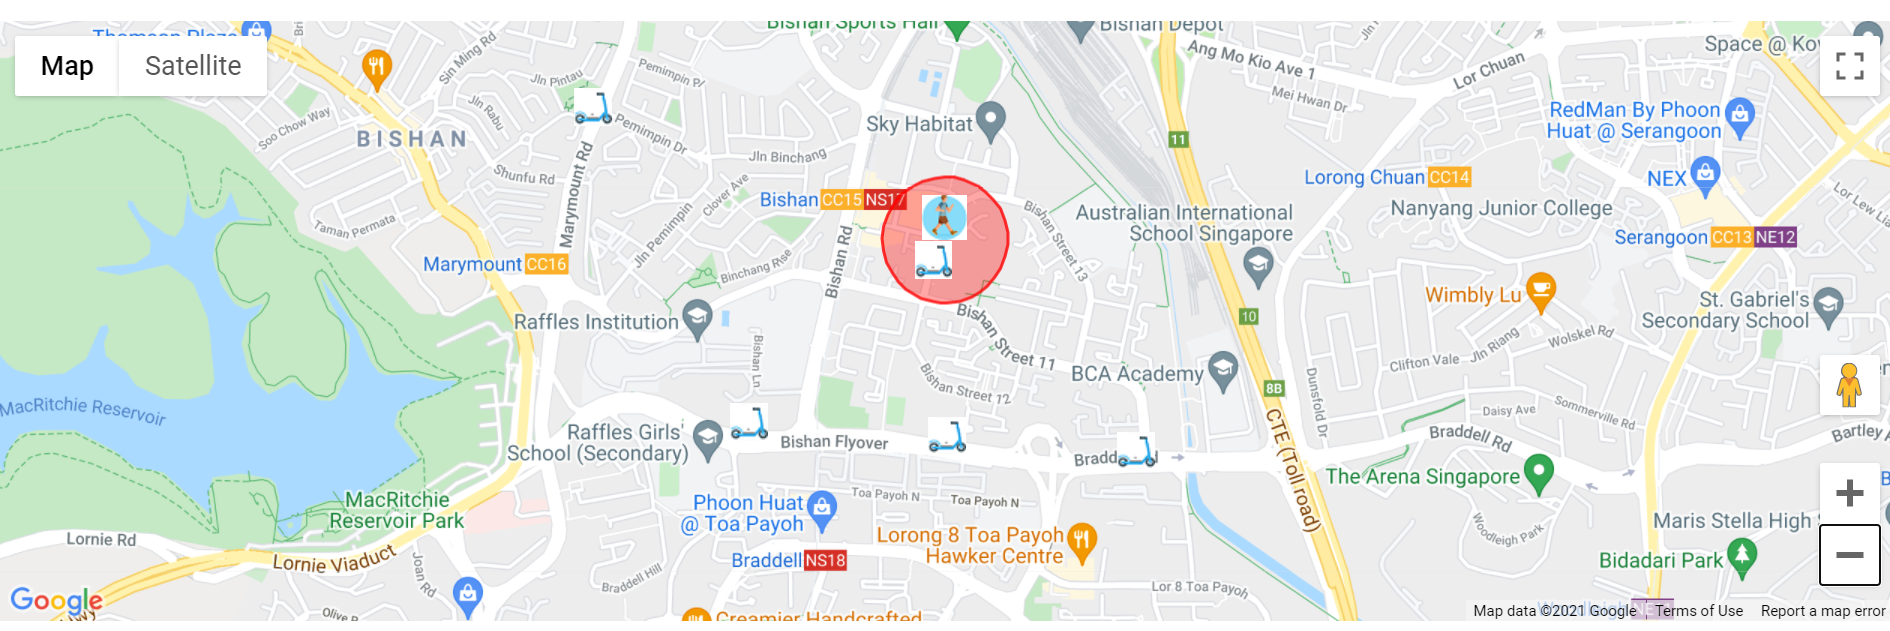 Bishan Sports Hall
Bishan Depot
Thomson Plaza
Map
Satellite
Sin Ming Rd
Ang Mo Kio Ave 1
Space @ Kov
Lor Chuan
Jln Pintau
Pemimpin Pl
Mei Hwan Dr
RedMan By Phoon
Huat @ Serangoon
Soo Chow Way
Jln Rabu
Pemimpin Dr
Sky Habitat
BISHAN
11
Jln Binchang
Shunfu Rd
Marymount Rd
Clover Ave
Lorong Chuan CC14
NEX
Bishan CC15 NS17
Nanyang Junior College
Lor Lew Lia
Taman Permata
Jln Pemimpin
Bishan Street 13
Australian International
School Singapore
Serangoon CC13 NE12
Marymount CC16
Binchang Rise
Bishan Rd
Wimbly Lu
St. Gabriel's
Secondary School
Raffles Institution
Bishan Street 11
10
Jln Riang
Wolskel Rd
Bishan Ln
Clifton Vale
BCA Academy
Bishan Street 12
8B
Dunsfold Dr
MacRitchie Reservoir
Daisy Ave
Sommerville Rd
CTE (Toll road)
Raffles Girls'
School (Secondary)
Bishan Flyover
Bradd
d
Braddell Rd
Bartley
The Arena Singapore
MacRitchie
Reservoir Park
Toa Payoh N
Toa Payoh N
Phoon Huat
@ Toa Payoh
Woodleigh Park
Maris Stella High
Lornie Rd
Lornie Viaduct
Lorong 8 Toa Payoh
Hawker Centre
Braddell NS18
Bidadari Park
Joan Rd
Braddell Hill
Lor 8 Toa Payoh
Google
Olive
Creamier Handcrafted
Map data ©2021 Google
Terms of Use
Report a map error